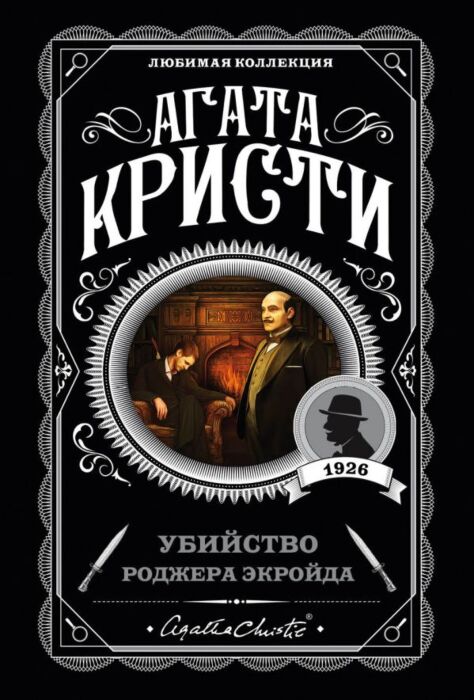 ЛЮБИМАЯ КОЛЛЕКЦИЯ
АГАТА
КРИСТИ
1926
УБИЙСТВО
РОДЖЕРА ЭКРОЙДА
Agatha Christie®